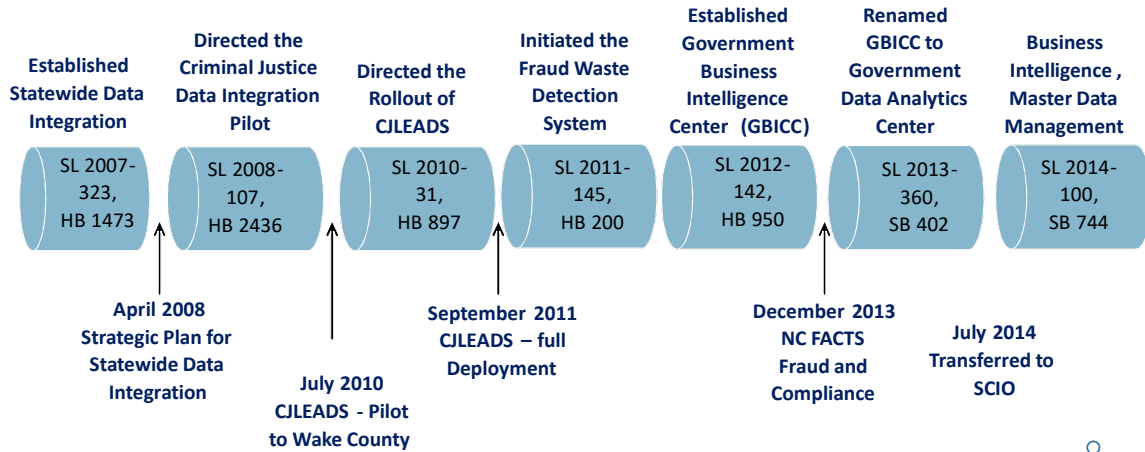 Established
Statewide Data
Integration
Directed the
Criminal Justice
Data Integration
Pilot
Directed the
Rollout of
CJLEADS
Initiated the
Fraud Waste
Detection
System
Established
Government
Business
Intelligence
Center (GBICC)
Renamed
GBICC to
Government
Data Analytics
Center
Business
Intelligence ,
Master Data
Management
SL 2007-
323,
HB 1473
SL 2008-
107,
HB 2436
SL 2010-
31,
HB 897
SL 2011-
145,
HB 200
SL 2012-
142,
HB 950
SL 2013-
360,
SB 402
SL 2014-
100,
SB 744
April 2008
Strategic Plan for
Statewide Data
Integration
July 2010
CJLEADS - Pilot
to Wake County
September 2011
CJLEADS – full
Deployment
December 2013
NC FACTS
Fraud and
Compliance
July 2014
Transferred to
SCIO